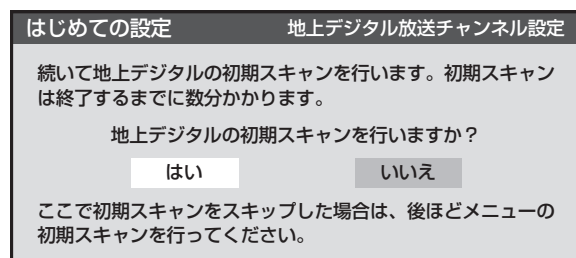 はじめての設定　地上デジタル放送チャンネル設定
続いて地上デジタルの初期スキャンを行います。初期スキャン
は終了するまでに数分かかります。
地上デジタルの初期スキャンを行いますか？
はい　いいえ
ここで初期スキャンをスキップした場合は、後ほどメニューの
初期スキャンを行ってください。